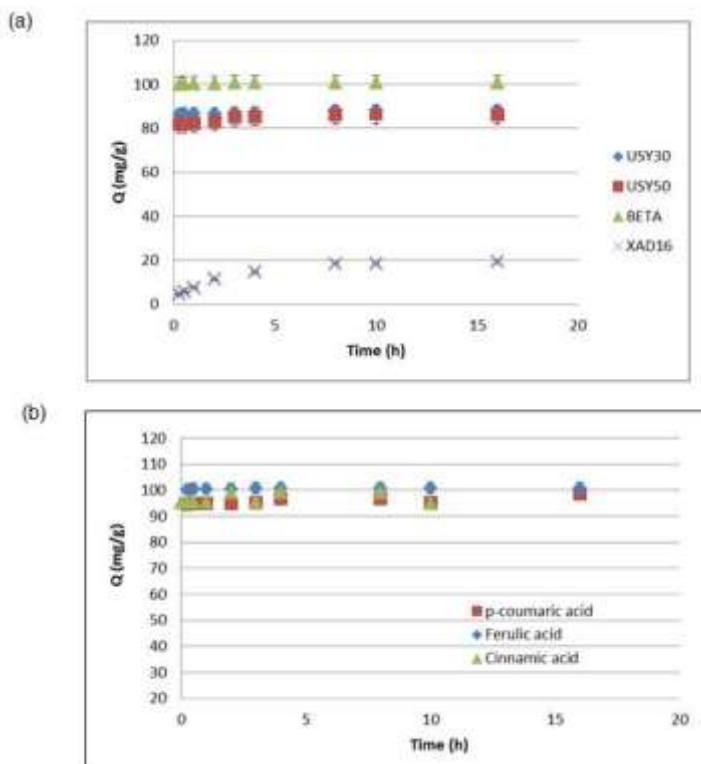 (a)
120
100
80
60
40
20
0
Q (mg/g)
0 5 10 15 20
Time (h)
USY30
USY50
BETA
XAD16
(b)
120
110
100
90
80
70
60
50
40
30
20
Q (mg/g)
p-coumaric acid
Ferulic acid
Cinnamic acid
0 5 10 15 20
Time (h)